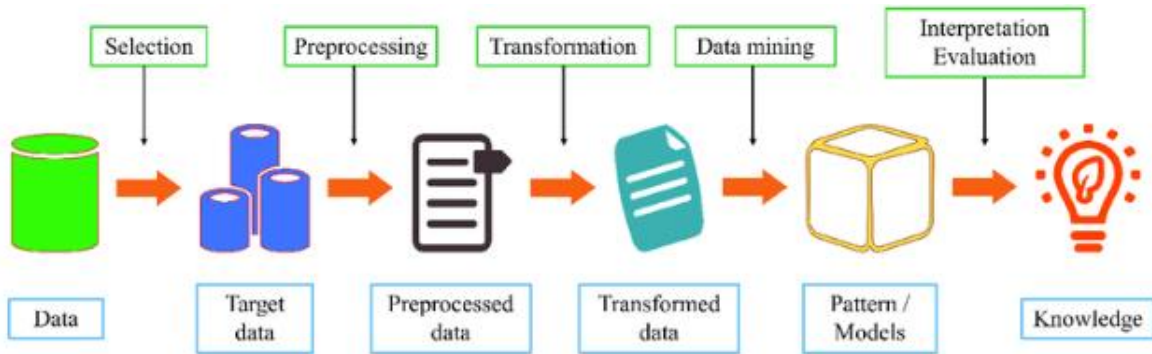 Selection
Preprocessing
Transformation
Data mining
Interpretation
Evaluation
Data
Target
data
Preprocessed
data
Transformed
data
Pattern /
Models
Knowledge